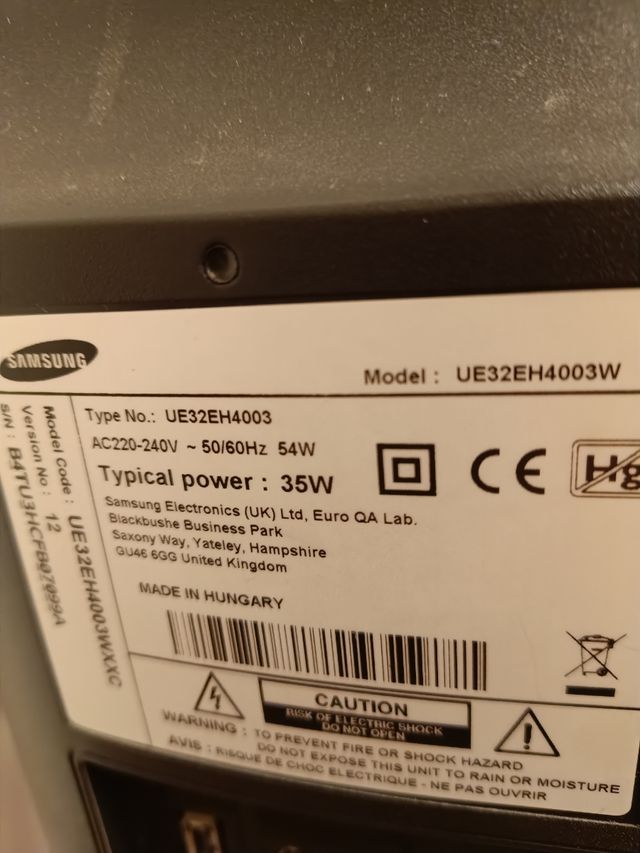 SAMSUNG
Model : UE32EH4003W
Type No.: UE32EH4003
AC220-240V ~ 50/60Hz 54W
Typical power : 35W
Samsung Electronics (UK) Ltd, Euro QA Lab.
Blackbushe Business Park
Saxony Way, Yateley, Hampshire
GU46 6GG United Kingdom
MADE IN HUNGARY
CE
Hg
Model Code : UE32EH4003WXXC
Version No : 12
S/N : B4TU3HCFB07099A
CAUTION
RISK OF ELECTRIC SHOCK
DO NOT OPEN
WARNING : TO PREVENT FIRE OR SHOCK HAZARD
DO NOT EXPOSE THIS UNIT TO RAIN OR MOISTURE
AVIS : RISQUE DE CHOC ELECTRIQUE - NE PAS OUVRIR